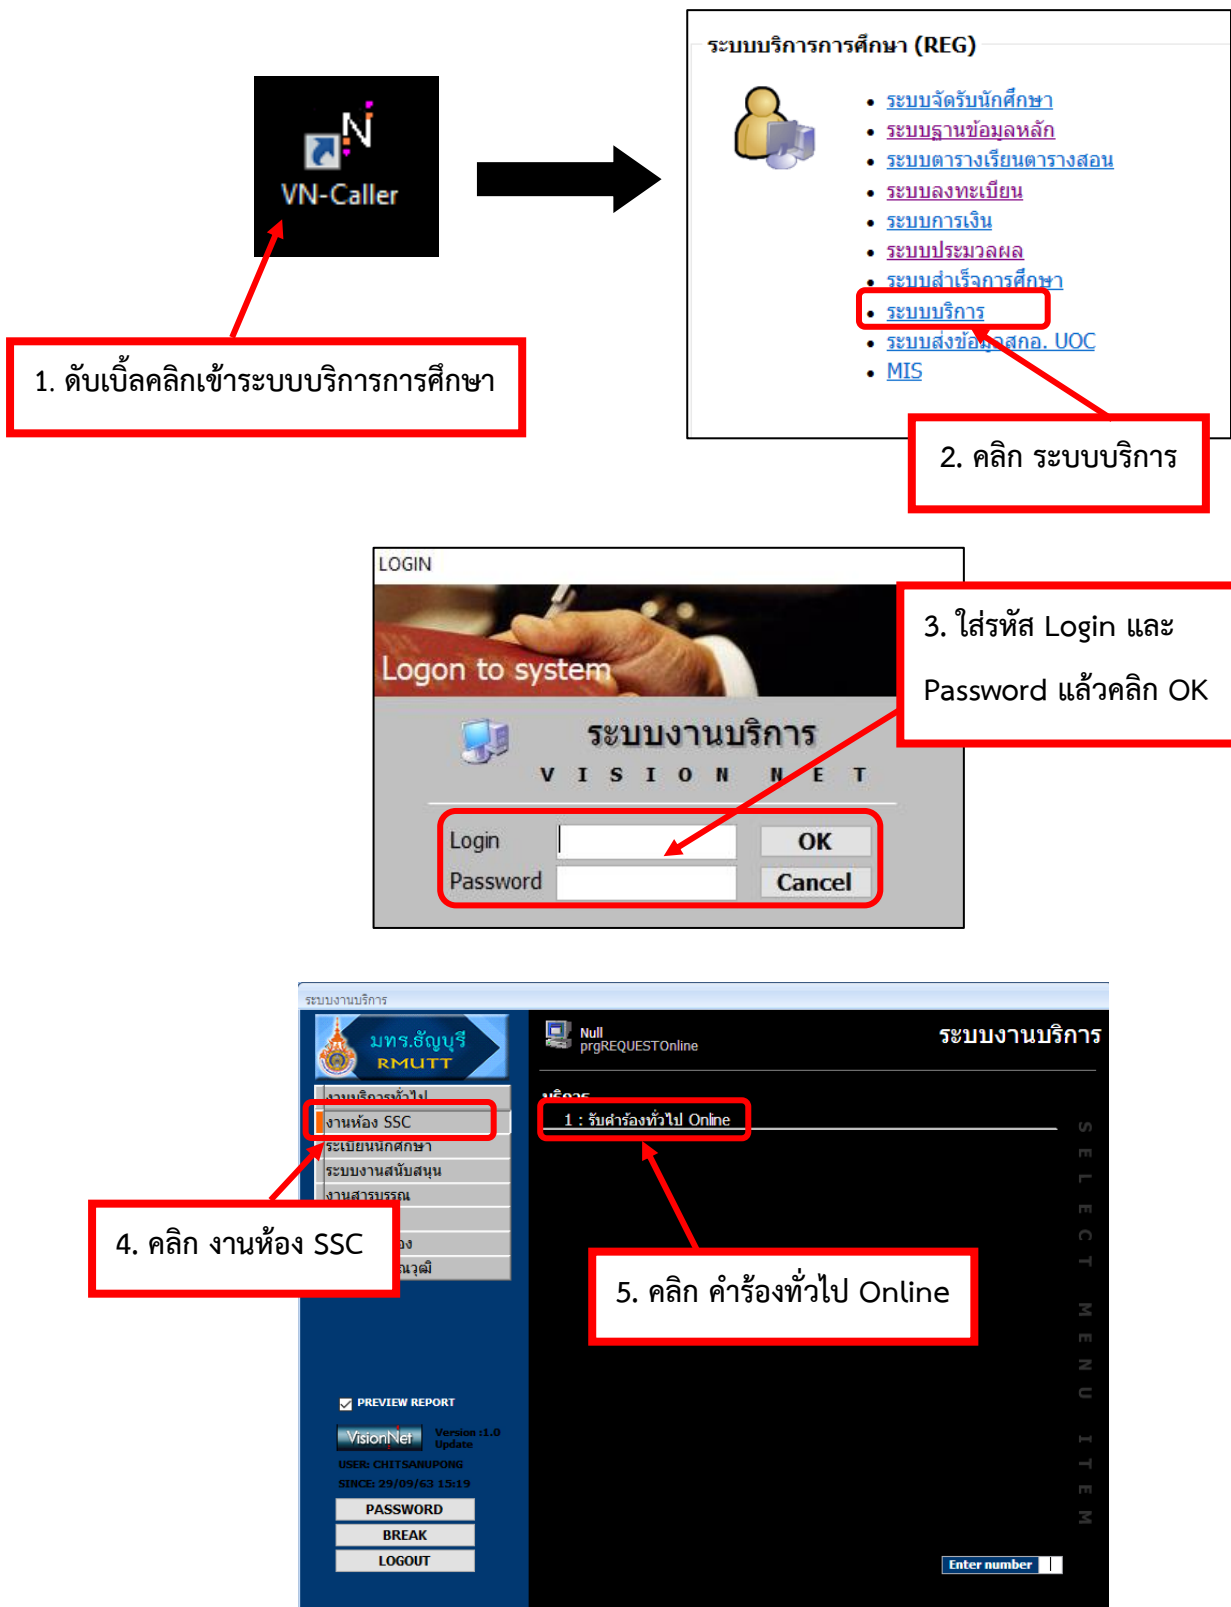 ระบบบริการการศึกษา (REG)
VN-Caller
ระบบจัดรับนักศึกษา
ระบบฐานข้อมูลหลัก
ระบบตารางเรียนตารางสอน
ระบบลงทะเบียน
ระบบการเงิน
ระบบประมวลผล
ระบบสำเร็จการศึกษา
ระบบบริการ
ระบบส่งข้อมูลสกอ. UOC
MIS
1. ดับเบิ้ลคลิกเข้าระบบบริการการศึกษา
2. คลิก ระบบบริการ
LOGIN
Logon to system
3. ใส่รหัส Login และ
Password แล้วคลิก OK
ระบบงานบริการ
VISION NET
Login
OK
Password
Cancel
ระบบงานบริการ
มทร.ธัญบุรี
RMUTT
Null
prgREQUESTOnline
ระบบงานบริการ
งานบริการทั่วไป
บริการ
งานห้อง SSC
1 : รับคำร้องทั่วไป Online
ระเบียนนักศึกษา
ระบบงานสนับสนุน
งานสารบรรณ
4. คลิก งานห้อง SSC
5. คลิก คำร้องทั่วไป Online
SELECT MENU ITEM
PREVIEW REPORT
VisionNet
Version :1.0
Update
USER: CHITSANUPONG
SINCE: 29/09/63 15:19
PASSWORD
BREAK
LOGOUT
Enter number